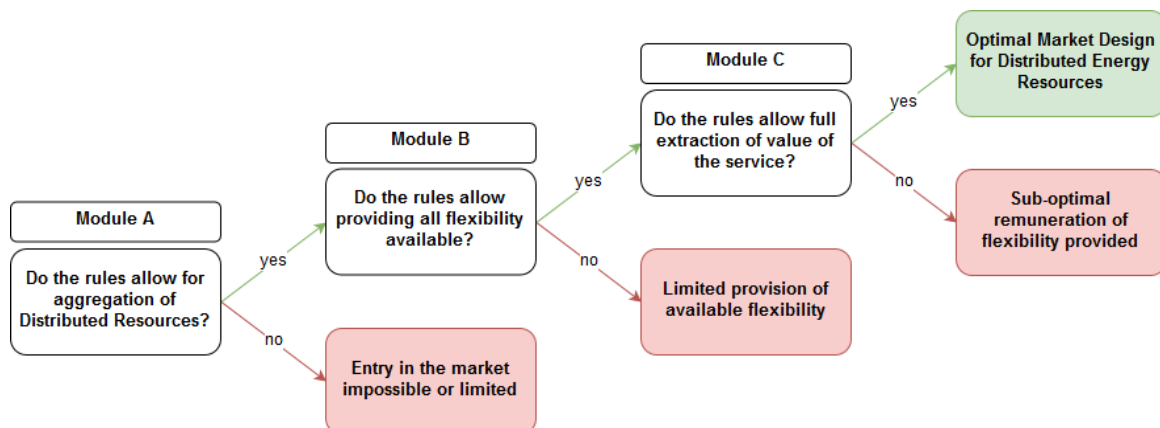 Module A
Do the rules allow for
aggregation of
Distributed Resources?
yes
no
Module B
Do the rules allow
providing all flexibility
available?
Entry in the market
impossible or limited
yes
no
Module C
Do the rules allow full
extraction of value of
the service?
Limited provision of
available flexibility
yes
no
Optimal Market Design
for Distributed Energy
Resources
Sub-optimal
remuneration of
flexibility provided